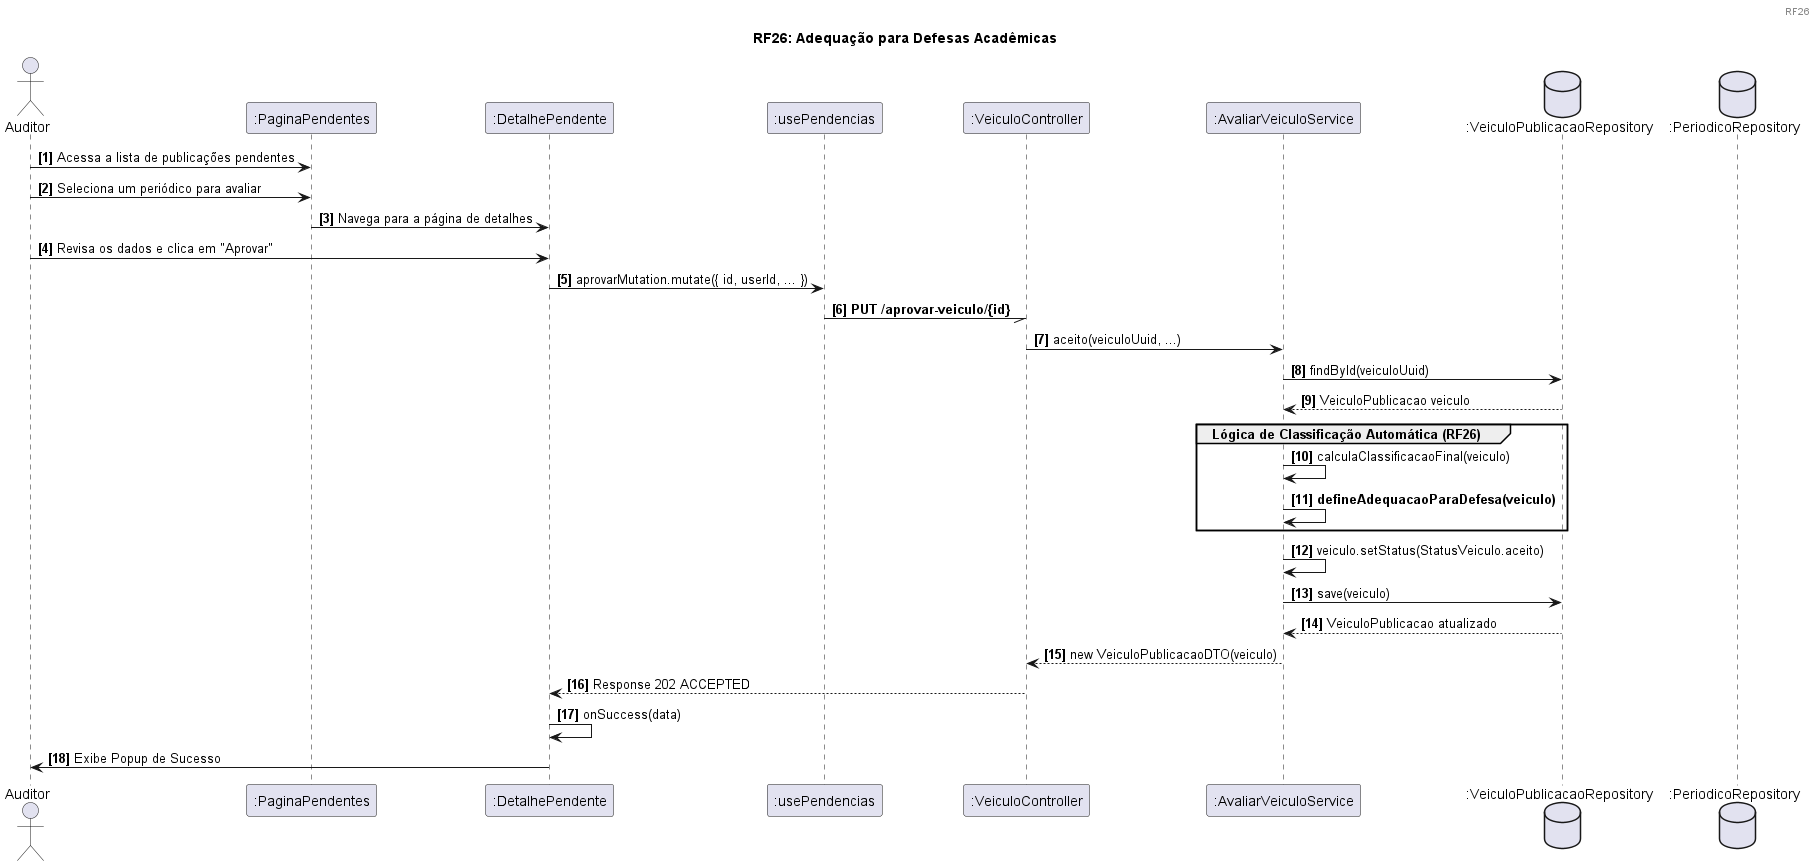 RF26
RF26: Adequação para Defesas Acadêmicas
Auditor
:PaginaPendentes
:DetalhePendente
:usePendencias
:VeiculoController
:AvaliarVeiculoService
:VeiculoPublicacaoRepository
:PeriodicoRepository
[1] Acessa a lista de publicações pendentes
[2] Seleciona um periódico para avaliar
[3] Navega para a página de detalhes
[4] Revisa os dados e clica em "Aprovar"
[5] aprovarMutation.mutate({ id, userId, ... })
[6] PUT /aprovar-veiculo/{id}
[7] aceito(veiculoUuid, ...)
[8] findById(veiculoUuid)
[9] VeiculoPublicacao veiculo
Lógica de Classificação Automática (RF26)
[10] calculaClassificacaoFinal(veiculo)
[11] defineAdequacaoParaDefesa(veiculo)
[12] veiculo.setStatus(StatusVeiculo.aceito)
[13] save(veiculo)
[14] VeiculoPublicacao atualizado
[15] new VeiculoPublicacaoDTO(veiculo)
[16] Response 202 ACCEPTED
[17] onSuccess(data)
[18] Exibe Popup de Sucesso
Auditor
:PaginaPendentes
:DetalhePendente
:usePendencias
:VeiculoController
:AvaliarVeiculoService
:VeiculoPublicacaoRepository
:PeriodicoRepository